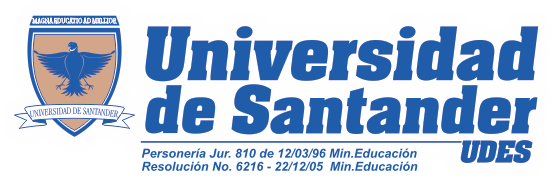 MAGNA EDUCATIO AD MELLIOR
UNIVERSIDAD DE SANTANDER
Universidad
de Santander
UDES
Personería Jur. 810 de 12/03/96 Min.Educación
Resolución No. 6216 - 22/12/05 Min.Educación